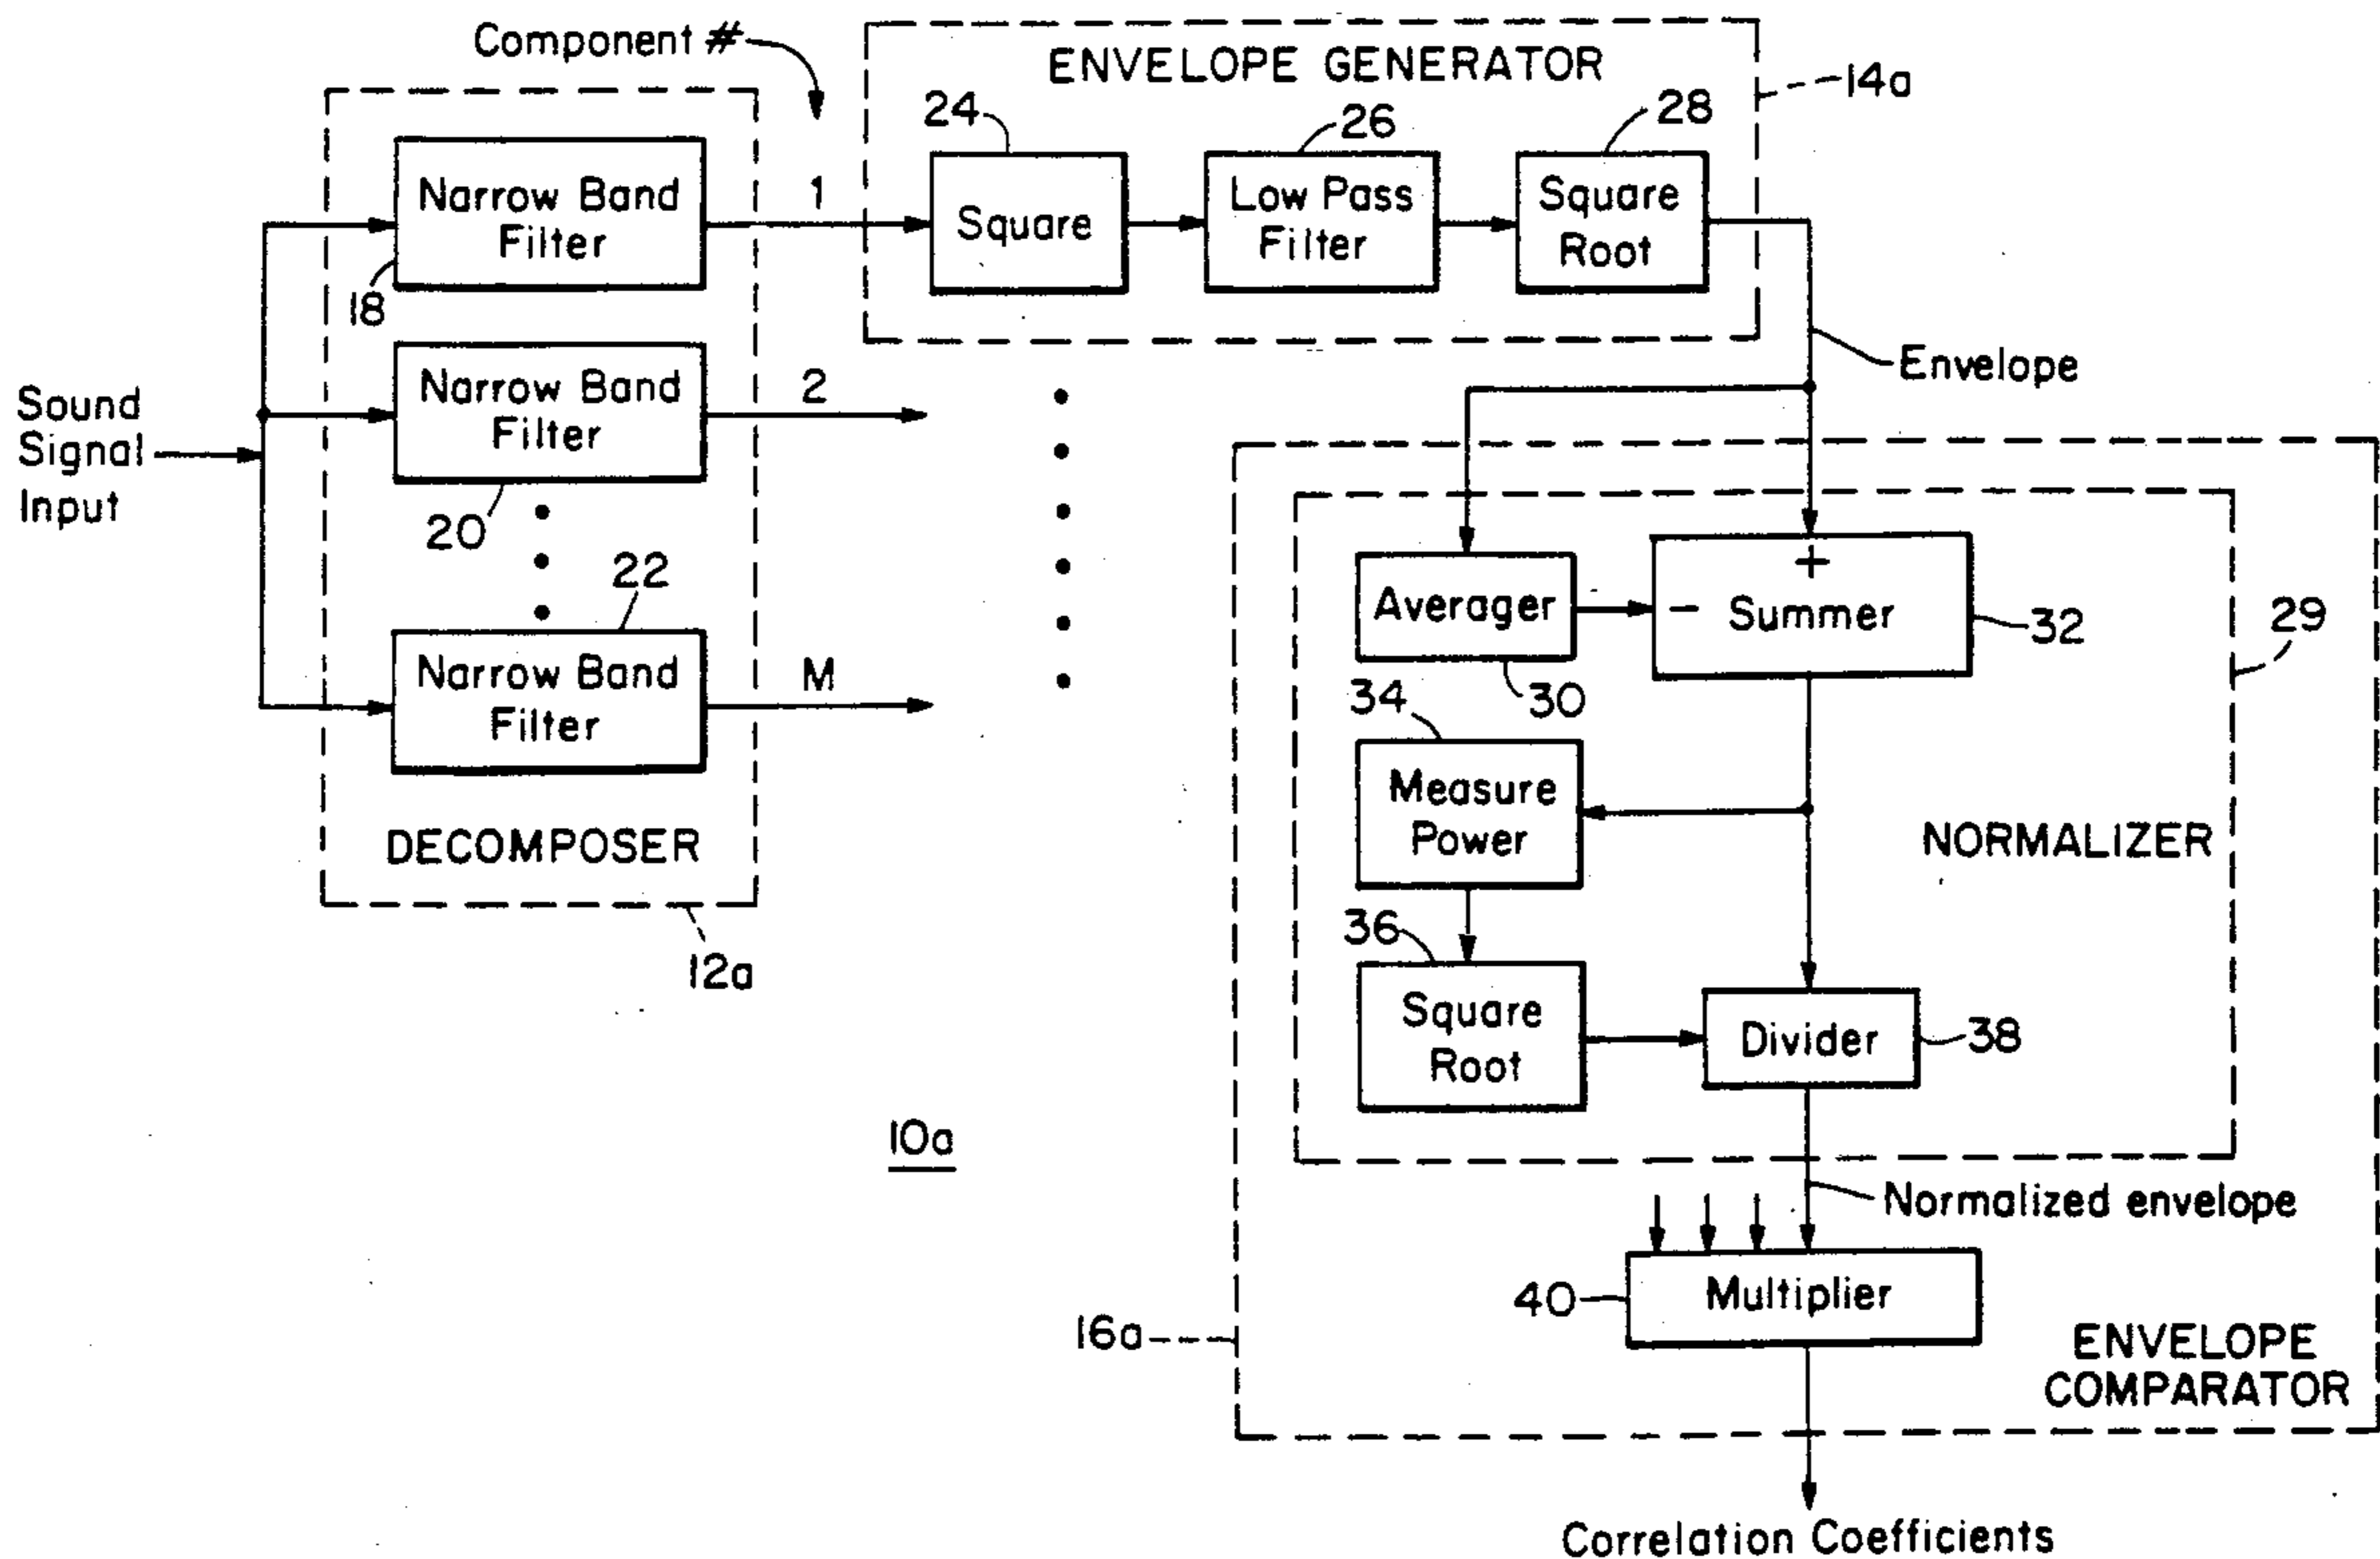 Component #
ENVELOPE GENERATOR
14a
24
26
28
Narrow Band
Filter
1
Square
Low Pass
Filter
Square
Root
18
Envelope
Narrow Band
Filter
2
Sound
Signal
Input
20
22
+
Averager
− Summer
32
29
30
Narrow Band
Filter
M
34
Measure
Power
DECOMPOSER
NORMALIZER
12a
36
Square
Root
Divider
38
10a
Normalized envelope
40
Multiplier
16a
ENVELOPE
COMPARATOR
Correlation Coefficients